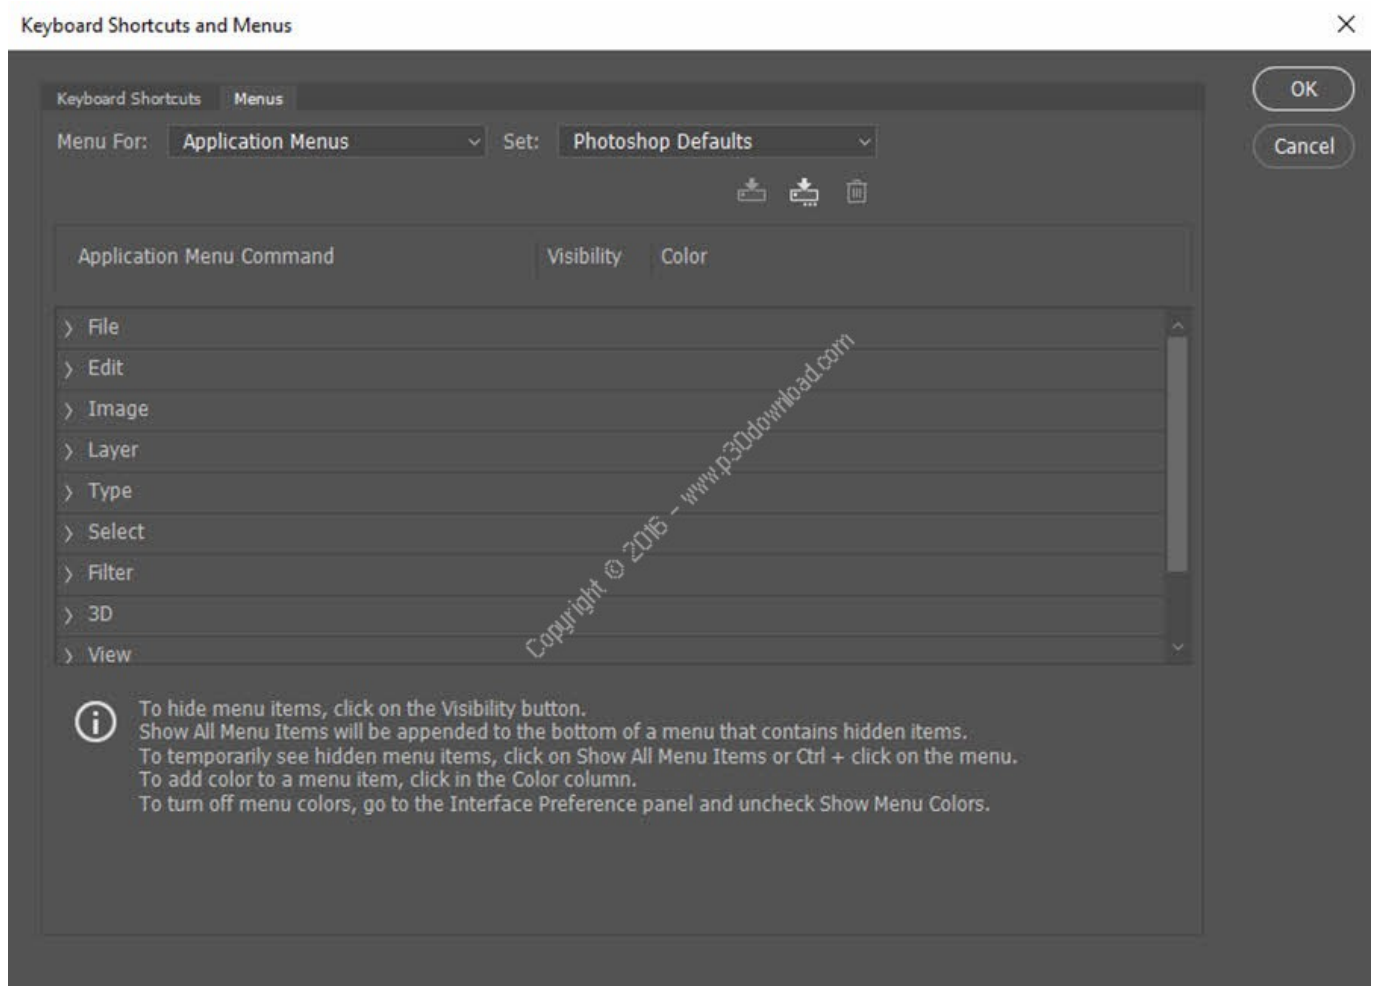 Keyboard Shortcuts and Menus
OK
Keyboard Shortcuts Menus
Menu For: Application Menus Set: Photoshop Defaults
Cancel
Application Menu Command Visibility Color
File
Edit
Image
Layer
Type
Select
Filter
3D
View
Copyright © 2016 - www.p30download.com
To hide menu items, click on the Visibility button.
Show All Menu Items will be appended to the bottom of a menu that contains hidden items.
To temporarily see hidden menu items, click on Show All Menu Items or Ctrl + click on the menu.
To add color to a menu item, click in the Color column.
To turn off menu colors, go to the Interface Preference panel and uncheck Show Menu Colors.